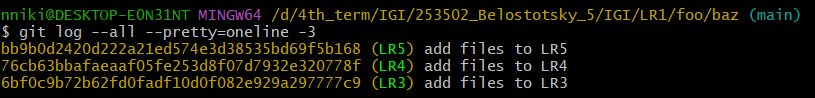 nniki@DESKTOP-E0N31NT MINGW64 /d/4th_term/IGI/253502_Belostotsky_5/IGI/LR1/foo/baz (main)
$ git log --all --pretty=oneline -3
bb9b0d2420d222a21ed574e3d38535bd69f5b168 (LR5) add files to LR5
76cb63bbafaeaaf05fe253d8f07d7932e320778f (LR4) add files to LR4
6bf0c9b72b62fd0fadf10d0f082e929a297777c9 (LR3) add files to LR3